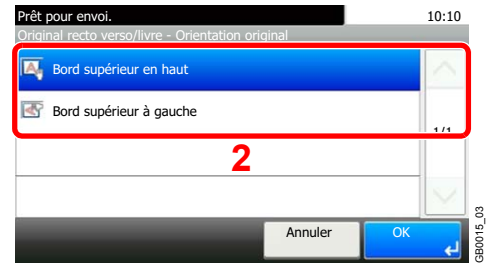 Prêt pour envoi. 10:10
Original recto verso/livre - Orientation original
Bord supérieur en haut
Bord supérieur à gauche
1/1
2
Annuler OK
GB0015_03